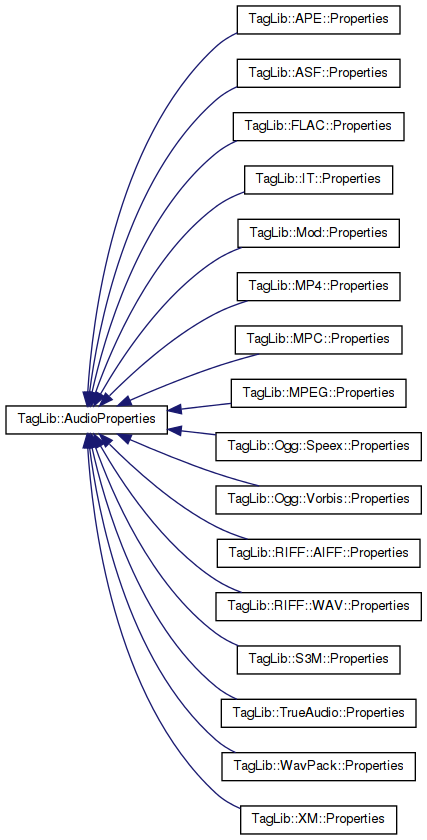 TagLib::APE::Properties
TagLib::ASF::Properties
TagLib::FLAC::Properties
TagLib::IT::Properties
TagLib::Mod::Properties
TagLib::MP4::Properties
TagLib::MPC::Properties
TagLib::MPEG::Properties
TagLib::AudioProperties
TagLib::Ogg::Speex::Properties
TagLib::Ogg::Vorbis::Properties
TagLib::RIFF::AIFF::Properties
TagLib::RIFF::WAV::Properties
TagLib::S3M::Properties
TagLib::TrueAudio::Properties
TagLib::WavPack::Properties
TagLib::XM::Properties